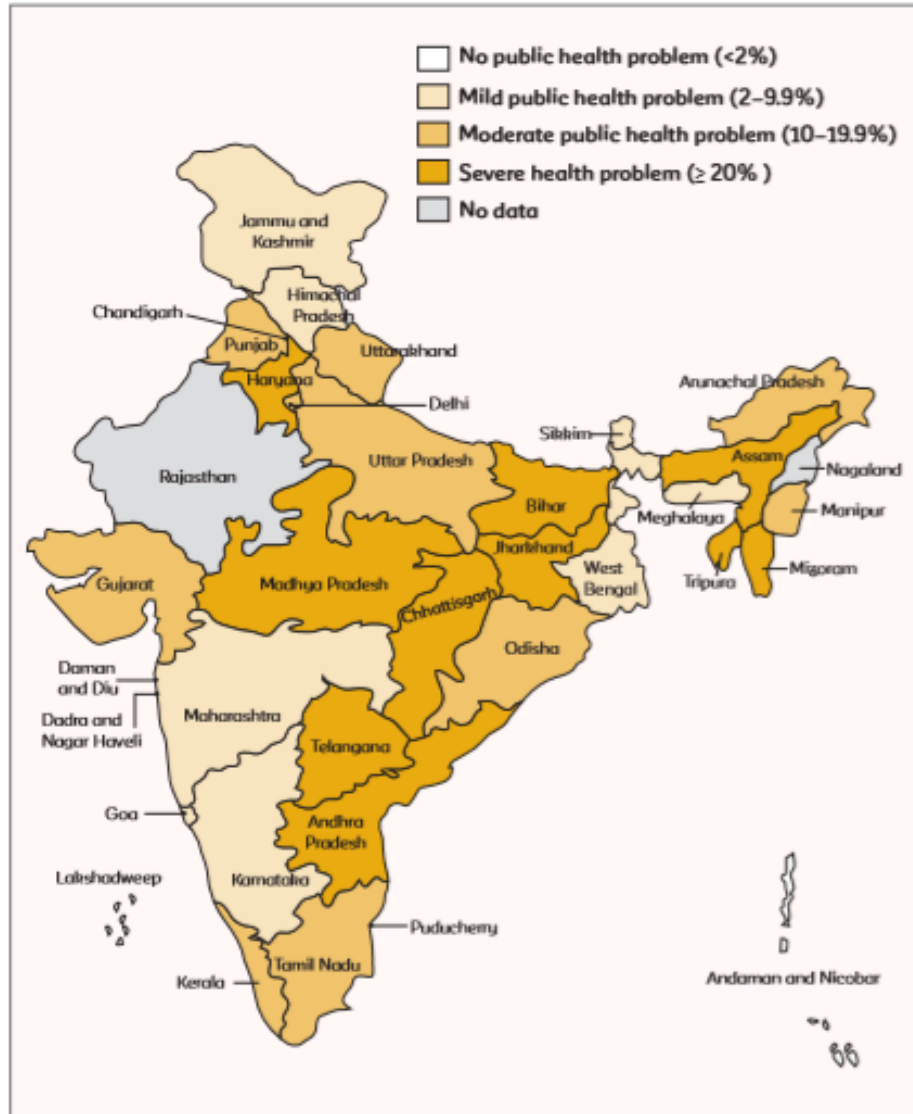 No public health problem (<2%)
Mild public health problem (2–9.9%)
Moderate public health problem (10–19.9%)
Severe health problem (≥ 20% )
No data
Jammu and
Kashmir
Himachal
Pradesh
Chandigarh
Punjab
Uttarakhand
Haryana
Delhi
Arunachal Pradesh
Sikkim
Assam
Nagaland
Rajasthan
Uttar Pradesh
Bihar
Meghalaya
Manipur
Jharkhand
Tripura
Mizoram
Gujarat
Madhya Pradesh
West
Bengal
Chhattisgarh
Odisha
Daman
and Diu
Dadra and
Nagar Haveli
Maharashtra
Telangana
Goa
Andhra
Pradesh
Lakshadweep
Karnataka
Puducherry
Tamil Nadu
Kerala
Andaman and Nicobar